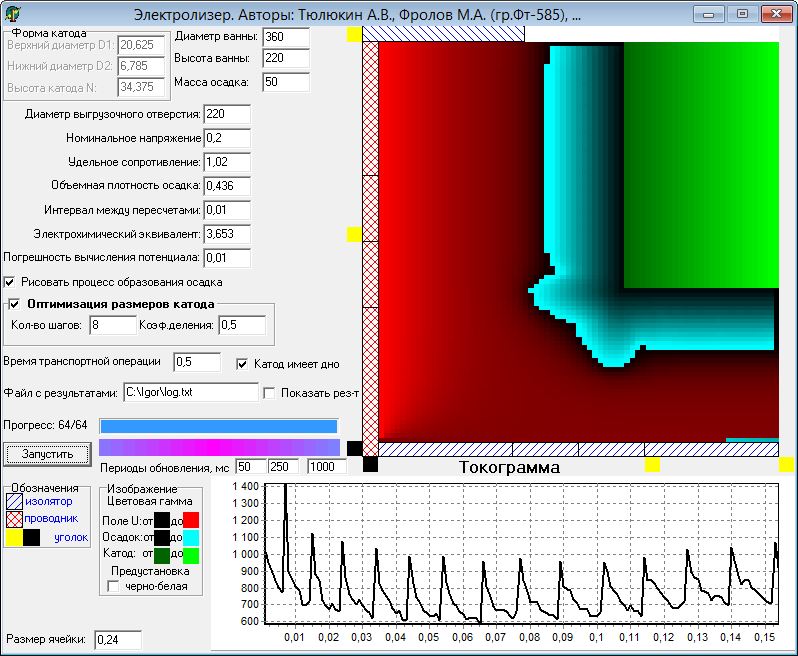 Электролизер. Авторы: Тюлюкин А.В., Фролов М.А. (гр.Фт-585), ...
Форма катода
Верхний диаметр D1: 20,625
Нижний диаметр D2: 6,785
Высота катода N: 34,375
Диаметр ванны: 360
Высота ванны: 220
Масса осадка: 50
Диаметр выгрузочного отверстия: 220
Номинальное напряжение 0,2
Удельное сопротивление: 1,02
Объемная плотность осадка: 0,436
Интервал между пересчетами: 0,01
Электрохимический эквивалент: 3,653
Погрешность вычисления потенциала: 0,01
Рисовать процесс образования осадка
Оптимизация размеров катода
Кол-во шагов: 8 Коэф.деления: 0,5
Время транспортной операции 0,5
Катод имеет дно
Файл с результатами: C:\Igor\log.txt
Показать рез-т
Прогресс: 64/64
Запустить
Периоды обновления, мс 50 250 1000
Обозначения
изолятор
проводник
уголок
Изображение
Цветовая гамма
Поле U: от до
Осадок: от до
Катод: от до
Предустановка
черно-белая
Размер ячейки: 0,24
Токограмма
1 400
1 300
1 200
1 100
1 000
900
800
700
600
0,01 0,02 0,03 0,04 0,05 0,06 0,07 0,08 0,09 0,1 0,11 0,12 0,13 0,14 0,15